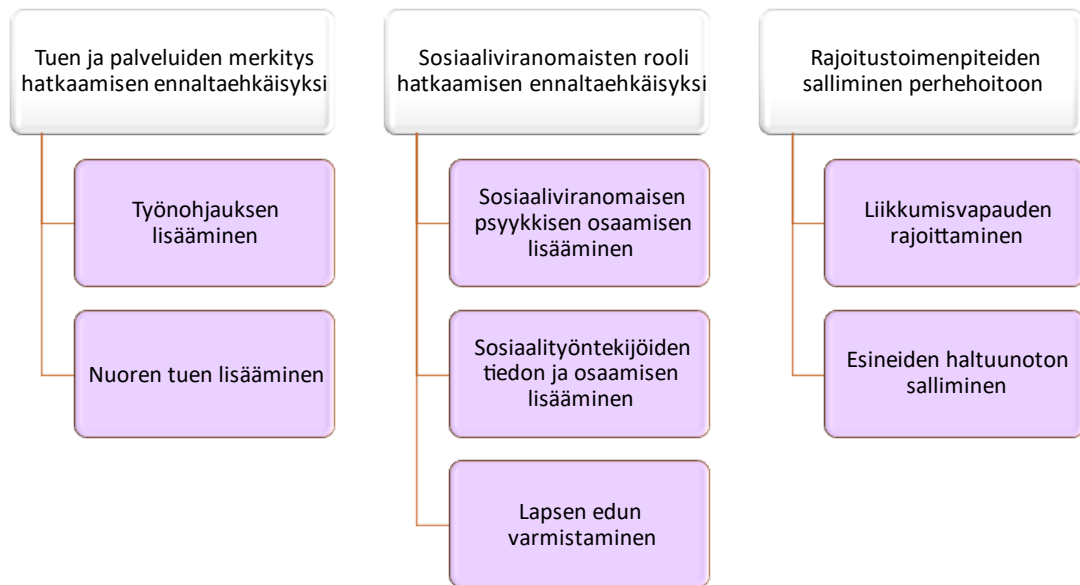 Tuen ja palveluiden merkitys
hatkaamisen ennaltaehkäisyksi
Työnohjauksen
lisääminen
Nuoren tuen lisääminen
Sosiaaliviranomaisten rooli
hatkaamisen ennaltaehkäisyksi
Sosiaaliviranomaisen
psyykkisen osaamisen
lisääminen
Sosiaalityöntekijöiden
tiedon ja osaamisen
lisääminen
Lapsen edun
varmistaminen
Rajoitustoimenpiteiden
salliminen perhehoitoon
Liikkumisvapauden
rajoittaminen
Esineiden haltuunoton
salliminen